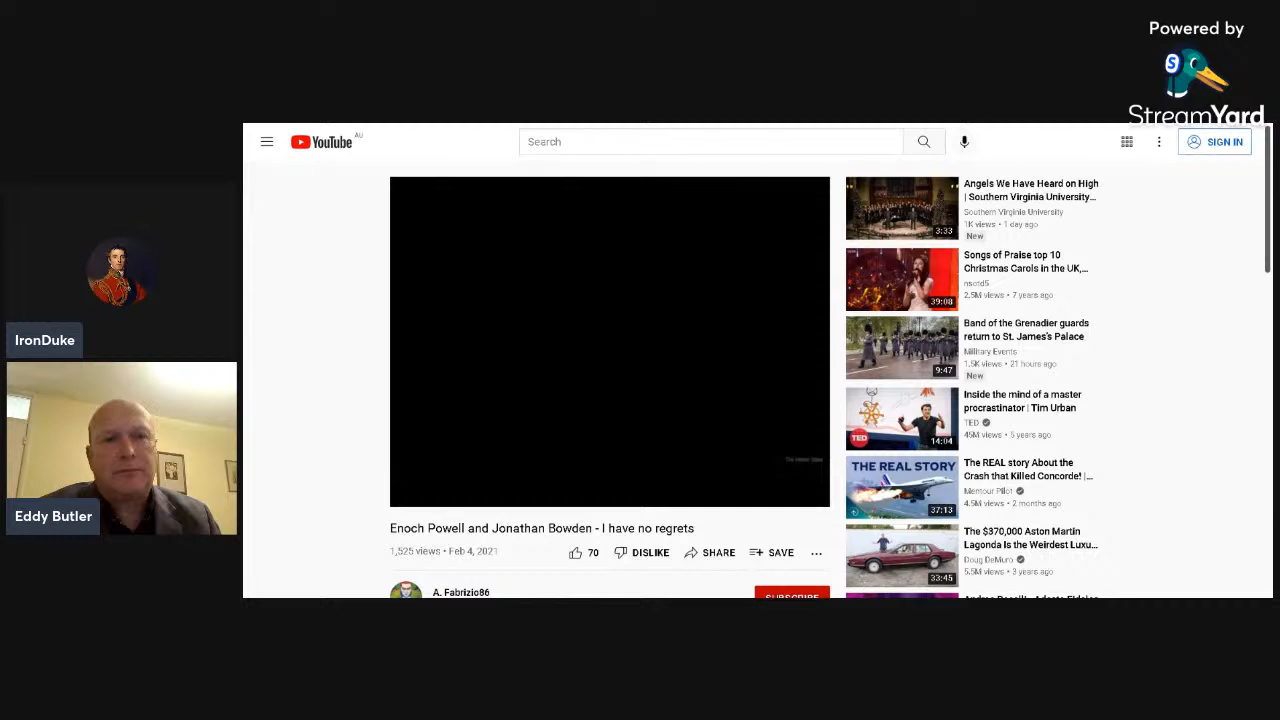 Powered by
StreamYard
YouTube AU
Search
SIGN IN
IronDuke
Eddy Butler
Enoch Powell and Jonathan Bowden - I have no regrets
1,525 views • Feb 4, 2021
70
DISLIKE
SHARE
SAVE
A. Fabrizio86
SUBSCRIBE
Angels We Have Heard on High
| Southern Virginia University...
Southern Virginia University
1K views • 1 day ago
New
3:33
Songs of Praise top 10
Christmas Carols in the UK,...
2.5M views • 7 years ago
39:08
Band of the Grenadier guards
return to St. James's Palace
Military Events
1.5K views • 21 hours ago
New
9:47
Inside the mind of a master
procrastinator | Tim Urban
TED
45M views • 5 years ago
TED
14:04
THE REAL STORY
The REAL story About the
Crash that Killed Concorde! |...
Mentour Pilot
4.5M views • 2 months ago
37:13
The $370,000 Aston Martin
Lagonda Is the Weirdest Luxu...
Doug DeMuro
5.5M views • 3 years ago
33:45